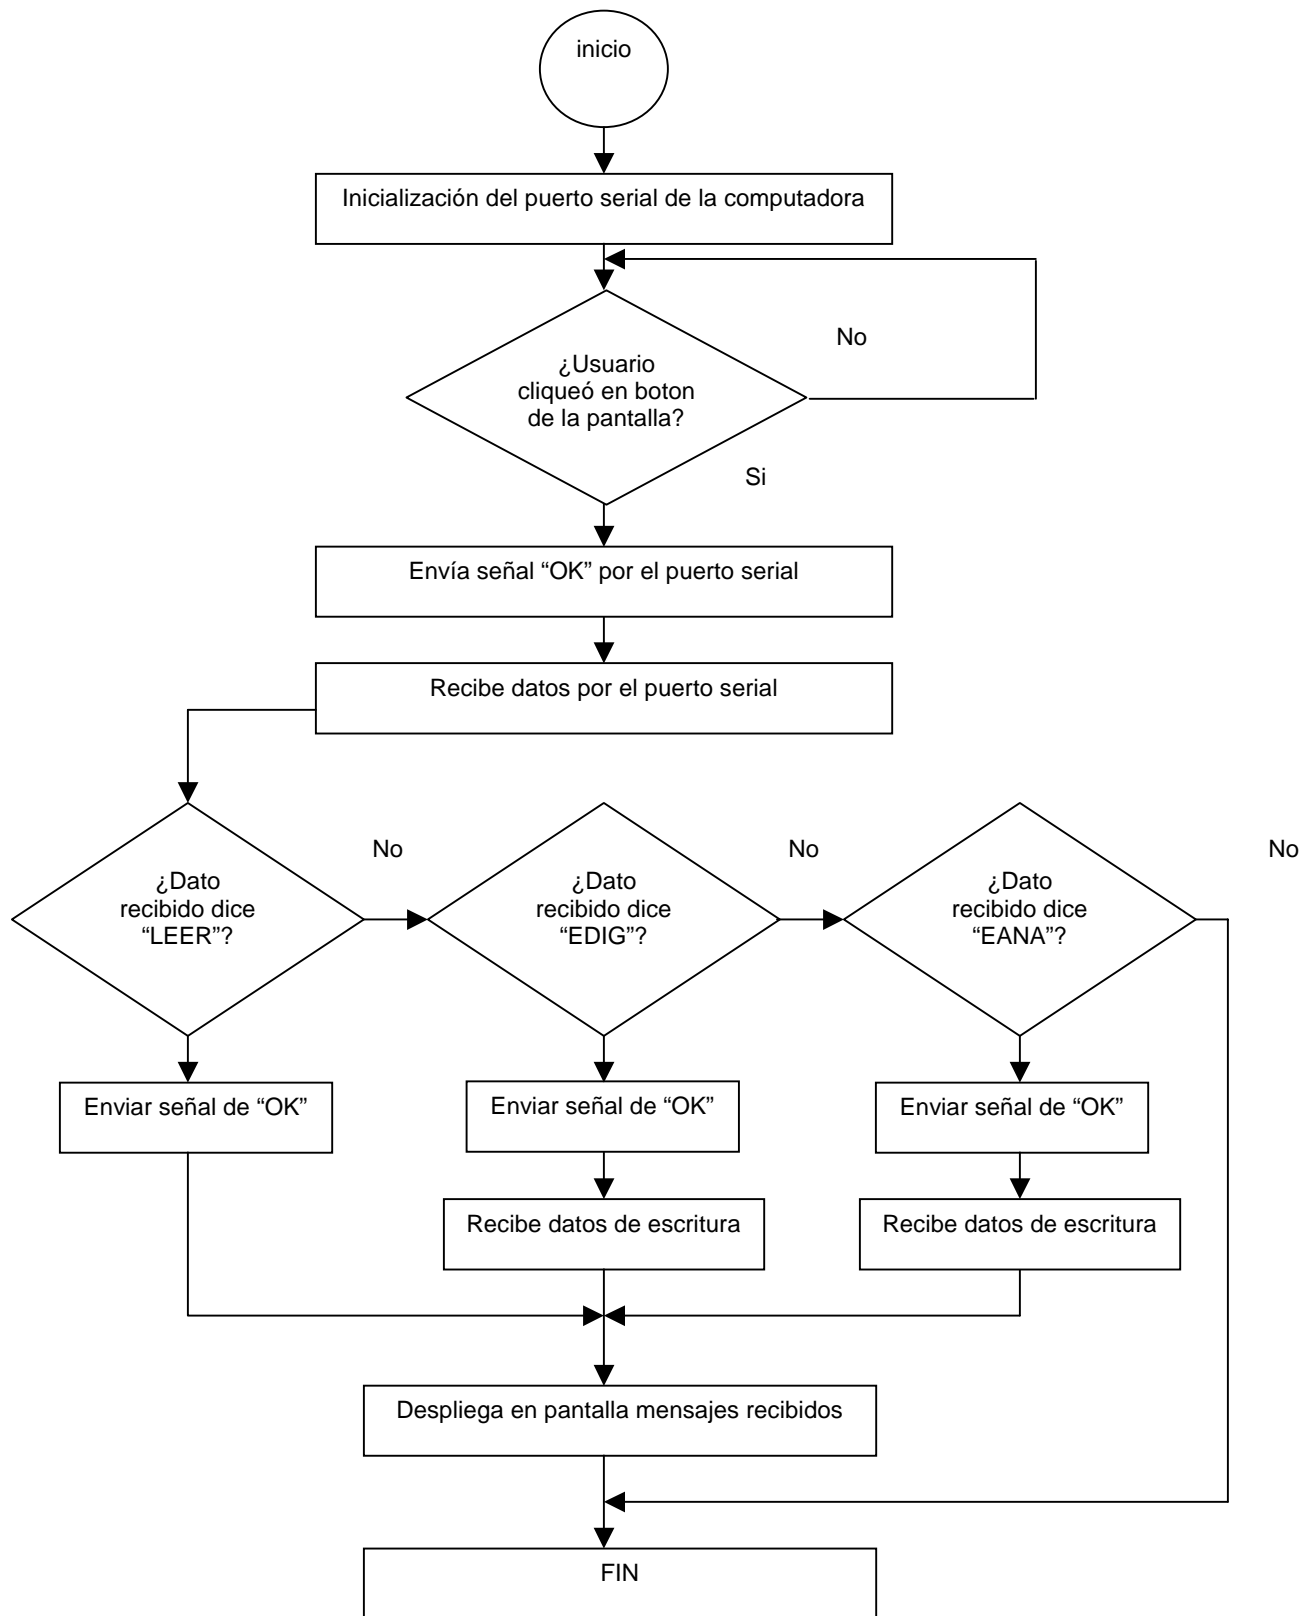 inicio
Inicialización del puerto serial de la computadora
No
¿Usuario
cliqueó en boton
de la pantalla?
Si
Envía señal “OK” por el puerto serial
Recibe datos por el puerto serial
No
No
No
¿Dato
recibido dice
“LEER”?
¿Dato
recibido dice
“EDIG”?
¿Dato
recibido dice
“EANA”?
Enviar señal de “OK”
Enviar señal de “OK”
Enviar señal de “OK”
Recibe datos de escritura
Recibe datos de escritura
Despliega en pantalla mensajes recibidos
FIN